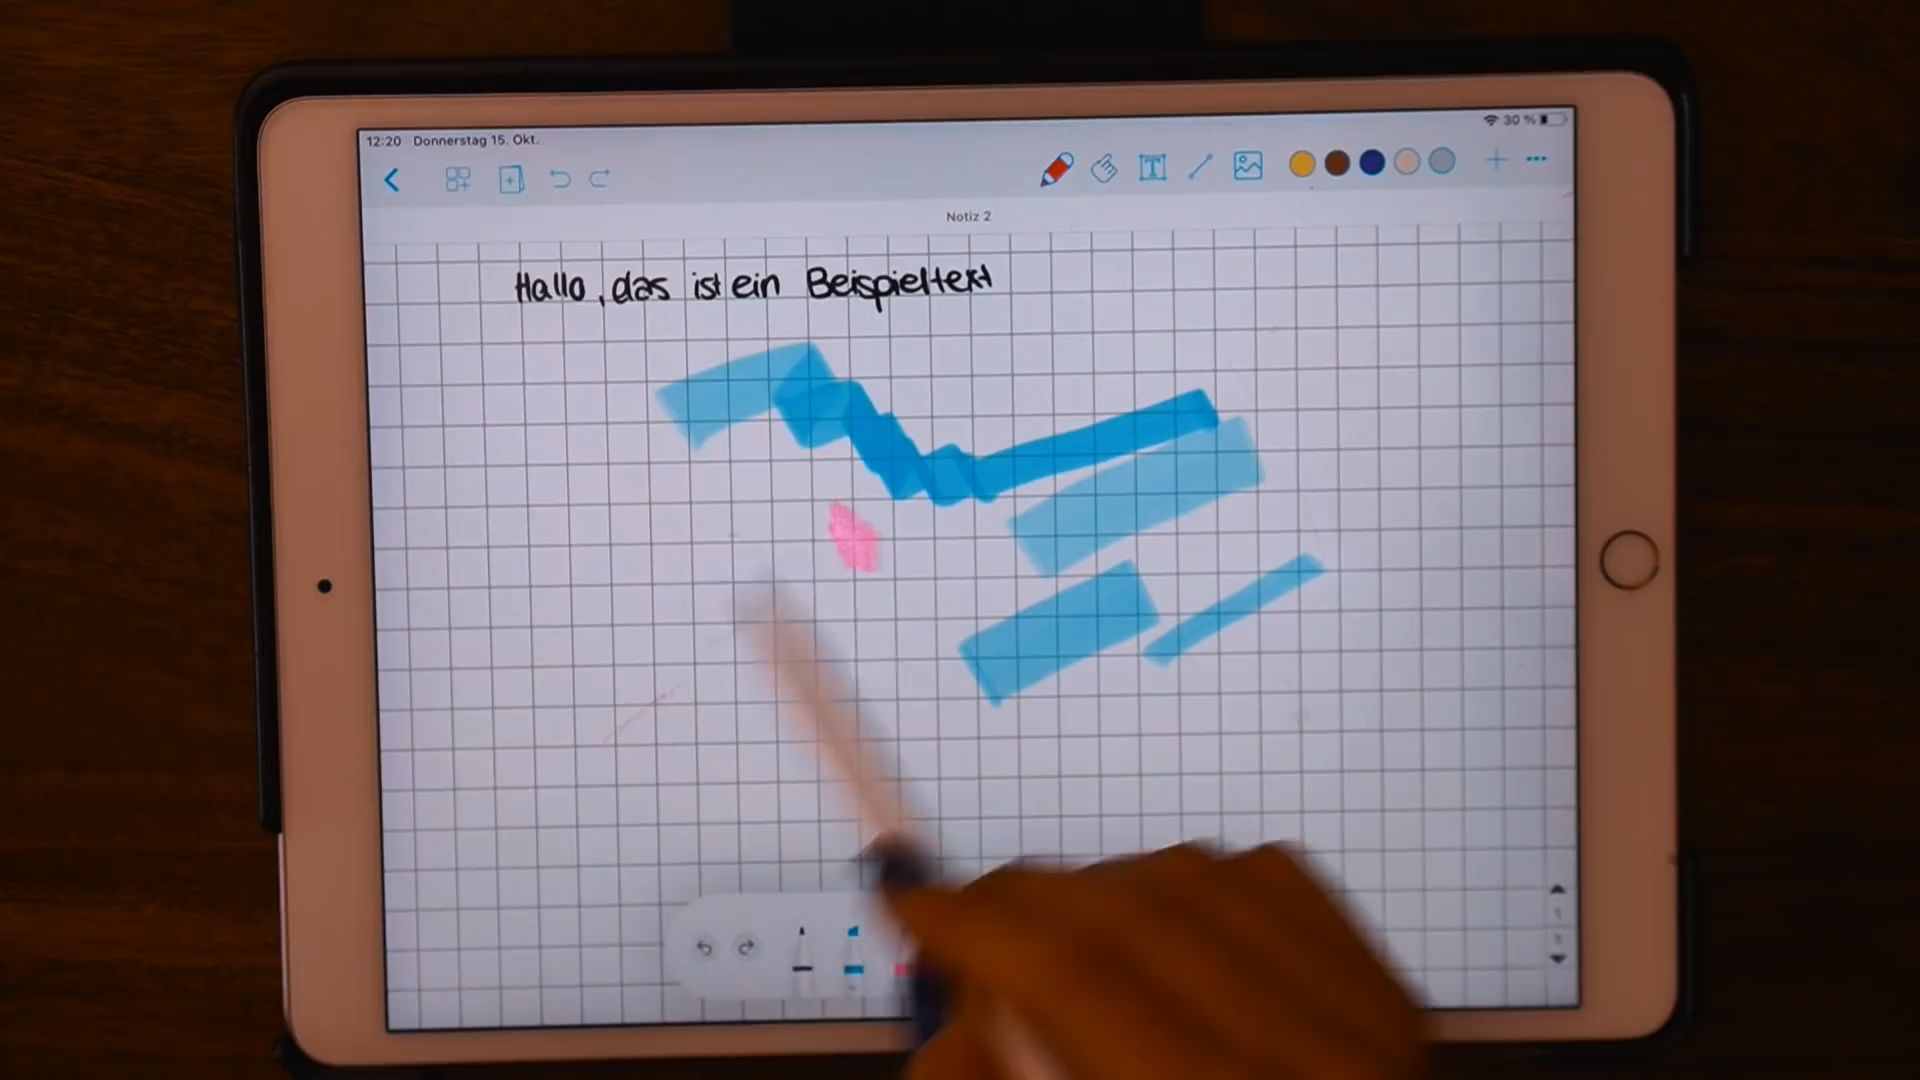 12:20 Donnerstag 15. Okt.
30 %
Notiz 2
Hallo, das ist ein Beispieltext